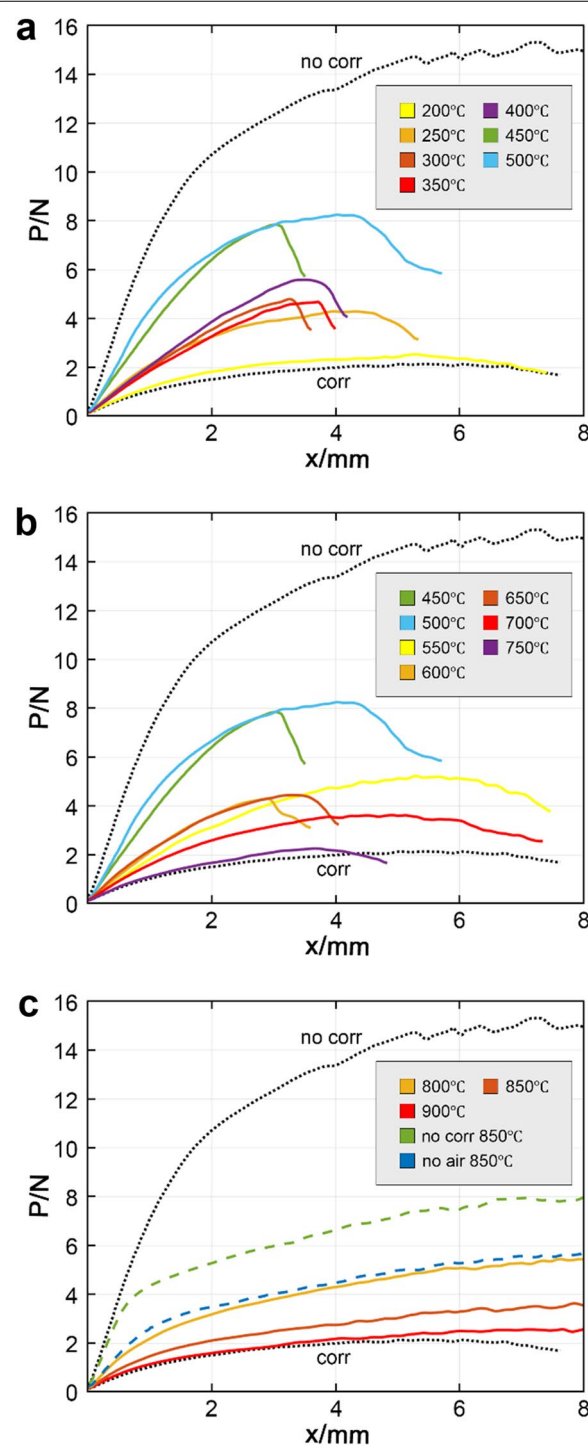 a
16
14
12
10
8
6
4
2
0
P/N
no corr
200°C 400°C
250°C 450°C
300°C 500°C
350°C
corr
2 4 6 8
x/mm
b
16
14
12
10
8
6
4
2
0
P/N
no corr
450°C 650°C
500°C 700°C
550°C 750°C
600°C
corr
2 4 6 8
x/mm
c
16
14
12
10
8
6
4
2
0
P/N
no corr
800°C 850°C
900°C
no corr 850°C
no air 850°C
corr
2 4 6 8
x/mm